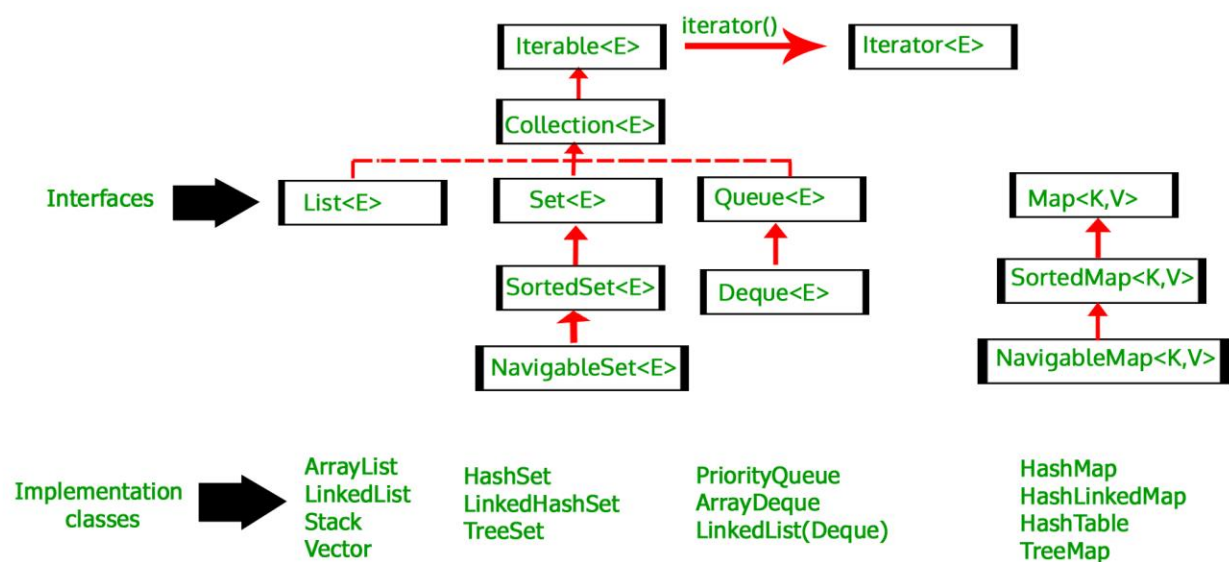 iterator()
Iterable<E>
Iterator<E>
Collection<E>
Interfaces
List<E>
Set<E>
Queue<E>
Map<K,V>
SortedSet<E>
Deque<E>
SortedMap<K,V>
NavigableSet<E>
NavigableMap<K,V>
Implementation
classes
ArrayList
LinkedList
Stack
Vector
HashSet
LinkedHashSet
TreeSet
PriorityQueue
ArrayDeque
LinkedList(Deque)
HashMap
HashLinkedMap
HashTable
TreeMap